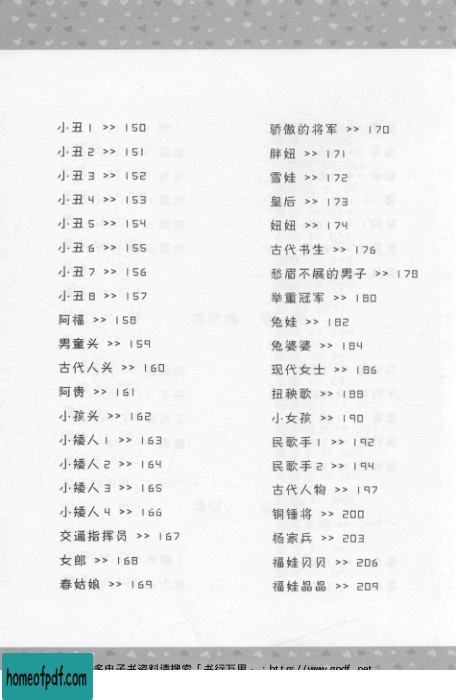 小丑1 >> 150
小丑2 >> 151
小丑3 >> 152
小丑4 >> 153
小丑5 >> 154
小丑6 >> 155
小丑7 >> 156
小丑8 >> 157
阿福 >> 158
男童头 >> 159
古代人头 >> 160
阿贵 >> 161
小孩头 >> 162
小矮人1 >> 163
小矮人2 >> 164
小矮人3 >> 165
小矮人4 >> 166
交通指挥员 >> 167
女郎 >> 168
春姑娘 >> 169
骄傲的将军 >> 170
胖妞 >> 171
雪娃 >> 172
皇后 >> 173
妞妞 >> 174
古代书生 >> 176
愁眉不展的男子 >> 178
举重冠军 >> 180
兔娃 >> 182
兔婆婆 >> 184
现代女士 >> 186
扭秧歌 >> 188
小女孩 >> 190
民歌手1 >> 192
民歌手2 >> 194
古代人物 >> 197
铜锤将 >> 200
杨家兵 >> 203
福娃贝贝 >> 206
福娃晶晶 >> 209
多电子书资料请搜索「书行万里」：http://www.gpdf.net
homeofpdf.com